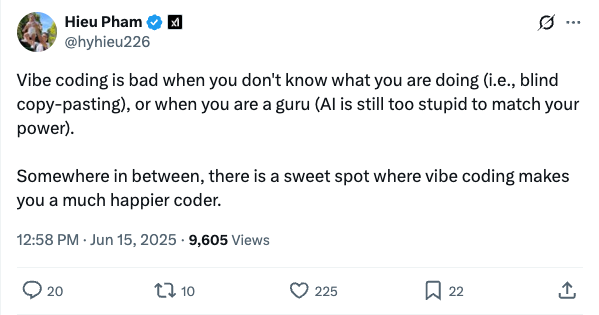 Hieu Pham
@hyhieu226
Vibe coding is bad when you don't know what you are doing (i.e., blind
copy-pasting), or when you are a guru (AI is still too stupid to match your
power).
Somewhere in between, there is a sweet spot where vibe coding makes
you a much happier coder.
12:58 PM · Jun 15, 2025 · 9,605 Views
20 10 225 22